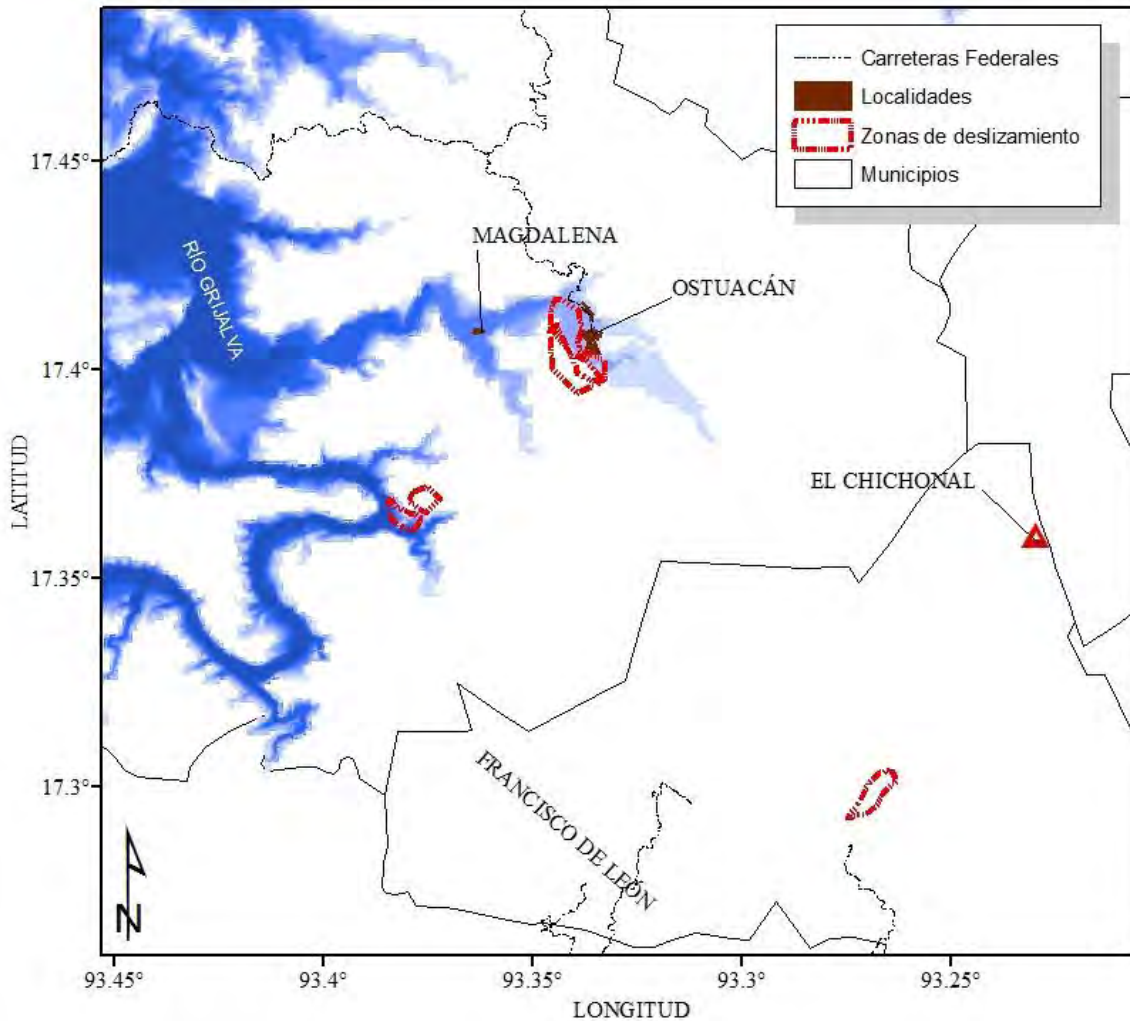 Carreteras Federales
Localidades
Zonas de deslizamiento
Municipios
17.45°
MAGDALENA
RÍO GRIJALVA
OSTUACÁN
17.4°
EL CHICHONAL
LATITUD
17.35°
17.3°
FRANCISCO DE LEÓN
N
93.45°
93.4°
93.35°
93.3°
93.25°
LONGITUD